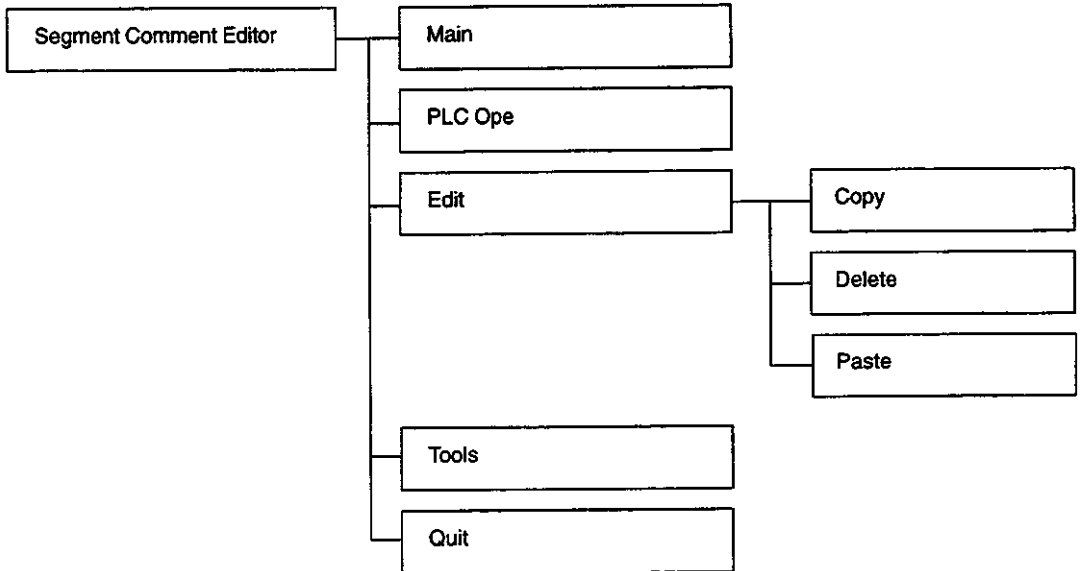 Segment Comment Editor
Main
PLC Ope
Edit
Copy
Delete
Paste
Tools
Quit